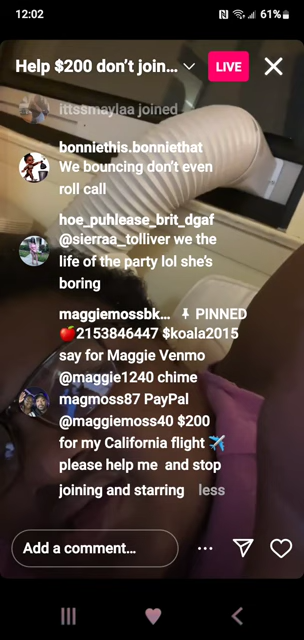 12:02
61%
Help $200 don't join...
LIVE
ittssmaylaa joined
bonniethis.bonniethat
We bouncing don't even
roll call
hoe_puhlease_brit_dgaf
@sierraa_tolliver we the
life of the party lol she's
boring
maggiemossbk... PINNED
🍎2153846447 $koala2015
say for Maggie Venmo
@maggie1240 chime
magmoss87 PayPal
@maggiemoss40 $200
for my California flight ✈️
please help me and stop
joining and starring less
Add a comment...